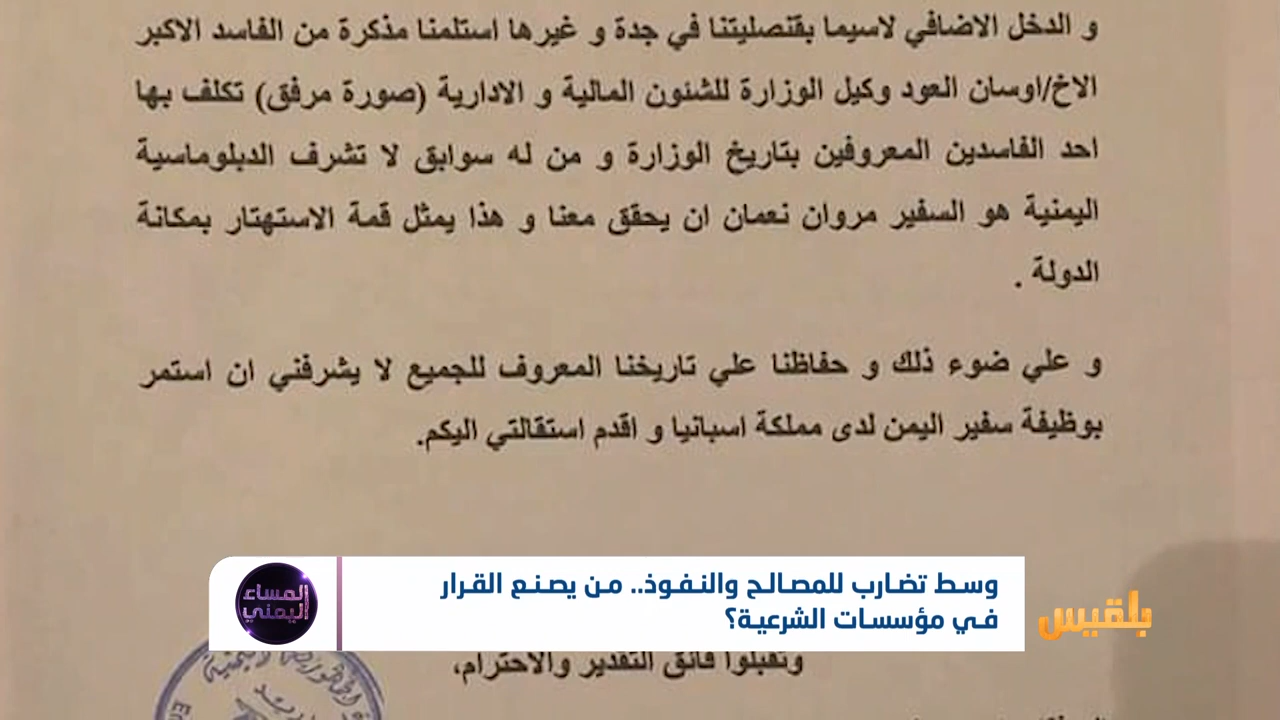 و الدخل الاضافي لاسيما بقنصليتنا في جدة و غيرها استلمنا مذكرة من الفاسد الاكبر
الاخ/اوسان العود وكيل الوزارة للشئون المالية و الادارية (صورة مرفق) تكلف بها
احد الفاسدين المعروفين بتاريخ الوزارة و من له سوابق لا تشرف الدبلوماسية
اليمنية هو السفير مروان نعمان ان يحقق معنا و هذا يمثل قمة الاستهتار بمكانة
الدولة .
و علي ضوء ذلك و حفاظنا علي تاريخنا المعروف للجميع لا يشرفني ان استمر
بوظيفة سفير اليمن لدى مملكة اسبانيا و اقدم استقالتي اليكم.
وسط تضارب للمصالح والنفوذ.. من يصنع القرار
في مؤسسات الشرعية؟
المساء
اليمني
بلقيس
وتقبلوا فائق التقدير والاحترام،